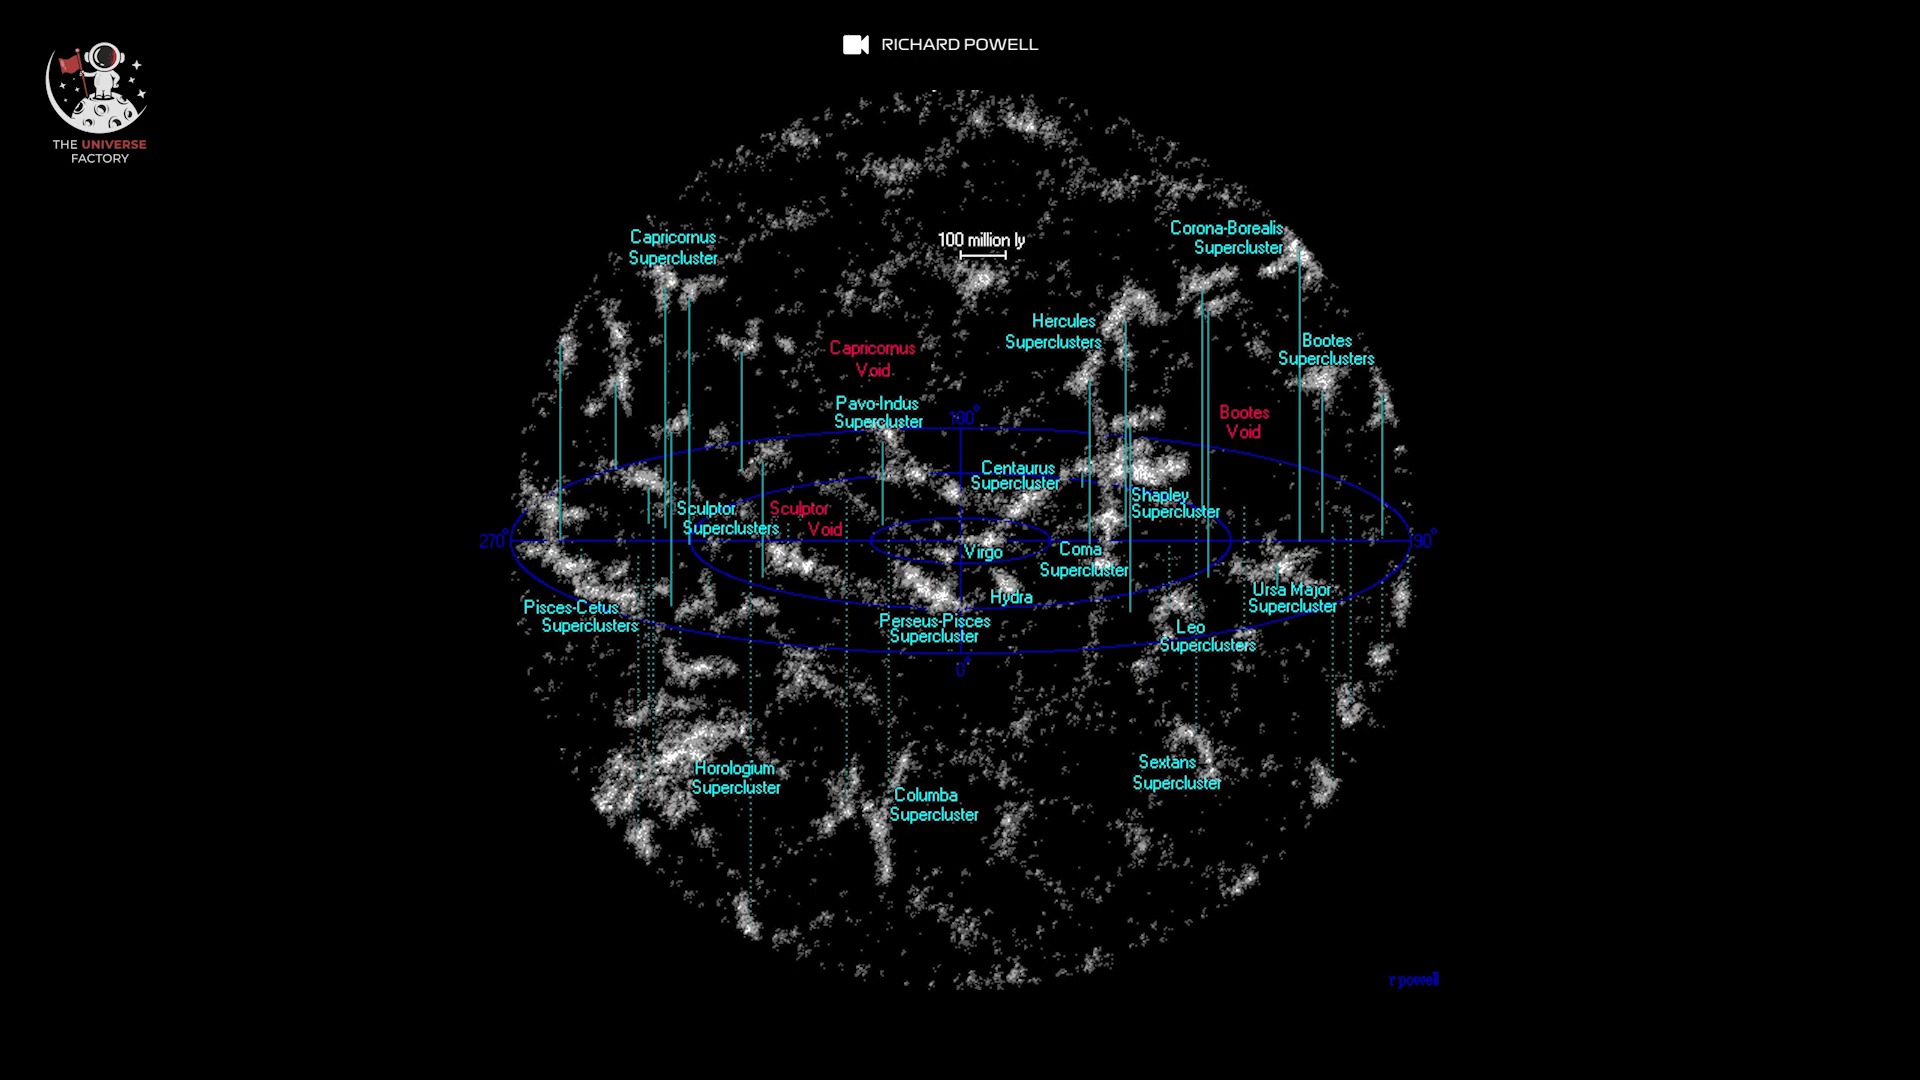 RICHARD POWELL
THE UNIVERSE
FACTORY
Corona-Borealis
Supercluster
Capricornus
Supercluster
100 million ly
Hercules
Superclusters
Bootes
Superclusters
Capricornus
Void
Pavo-Indus
Supercluster
180°
Bootes
Void
Centaurus
Supercluster
Shapley
Supercluster
Sculptor
Superclusters
Sculptor
Void
270°
90°
Virgo
Coma
Supercluster
Ursa Major
Supercluster
Hydra
Pisces-Cetus
Superclusters
Perseus-Pisces
Supercluster
Leo
Superclusters
0°
Horologium
Supercluster
Sextans
Supercluster
Columba
Supercluster
r powell